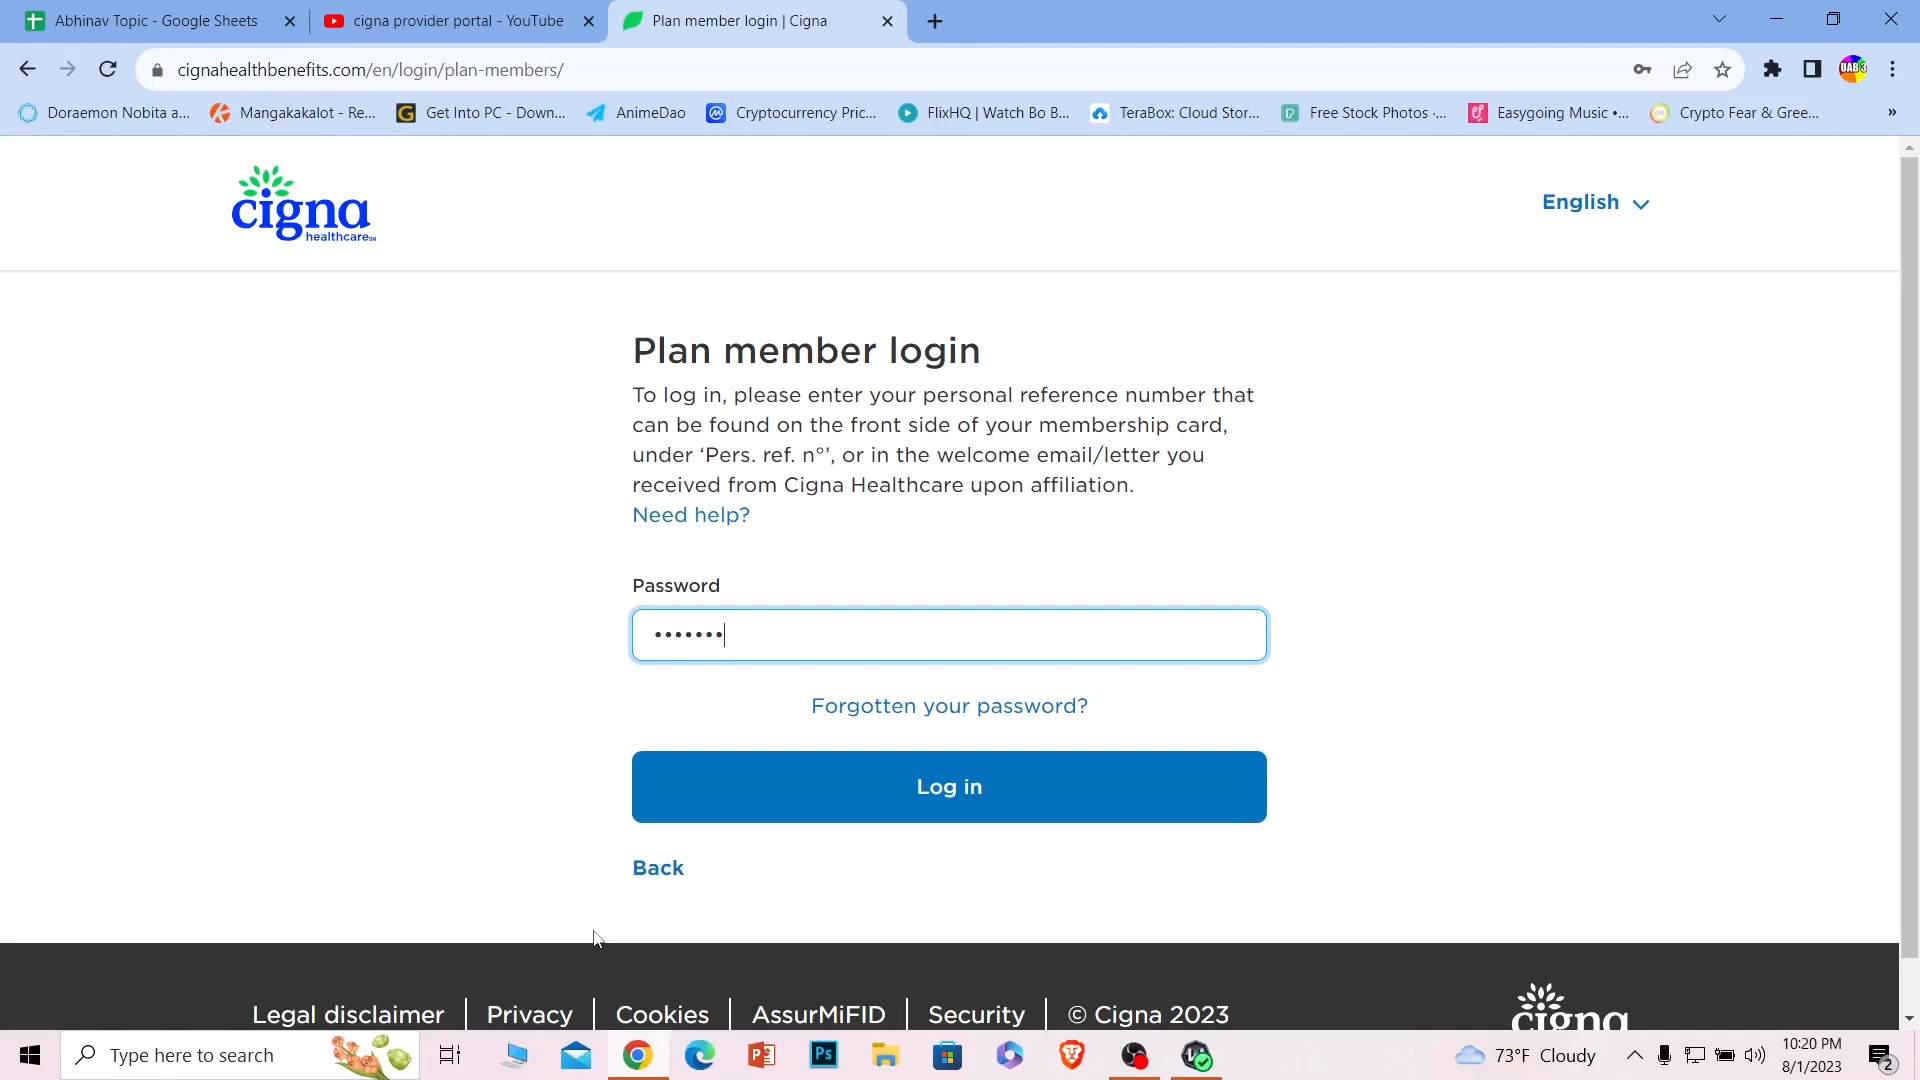 Abhinav Topic - Google Sheets
cigna provider portal - YouTube
Plan member login | Cigna
cignahealthbenefits.com/en/login/plan-members/
UAB 3
Doraemon Nobita a...
Mangakakalot - Re...
Get Into PC - Down...
AnimeDao
Cryptocurrency Pric...
FlixHQ | Watch Bo B...
TeraBox: Cloud Stor...
Free Stock Photos ·...
Easygoing Music •...
Crypto Fear & Gree...
»
cigna
healthcare℠
English
Plan member login
To log in, please enter your personal reference number that
can be found on the front side of your membership card,
under ‘Pers. ref. n°’, or in the welcome email/letter you
received from Cigna Healthcare upon affiliation.
Need help?
Password
•••••••
Forgotten your password?
Log in
Back
Legal disclaimer
Privacy
Cookies
AssurMiFID
Security
© Cigna 2023
cigna
Type here to search
Ps
73°F Cloudy
10:20 PM
8/1/2023
2